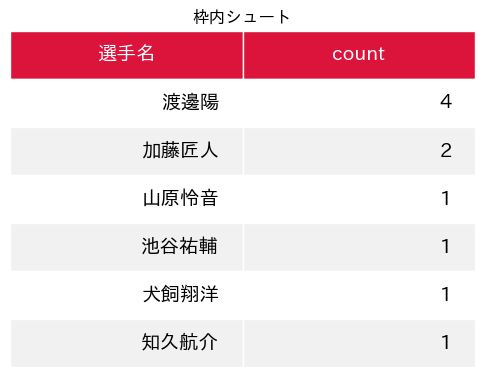 枠内シュート
選手名 count
渡邊陽 4
加藤匠人 2
山原怜音 1
池谷祐輔 1
犬飼翔洋 1
知久航介 1